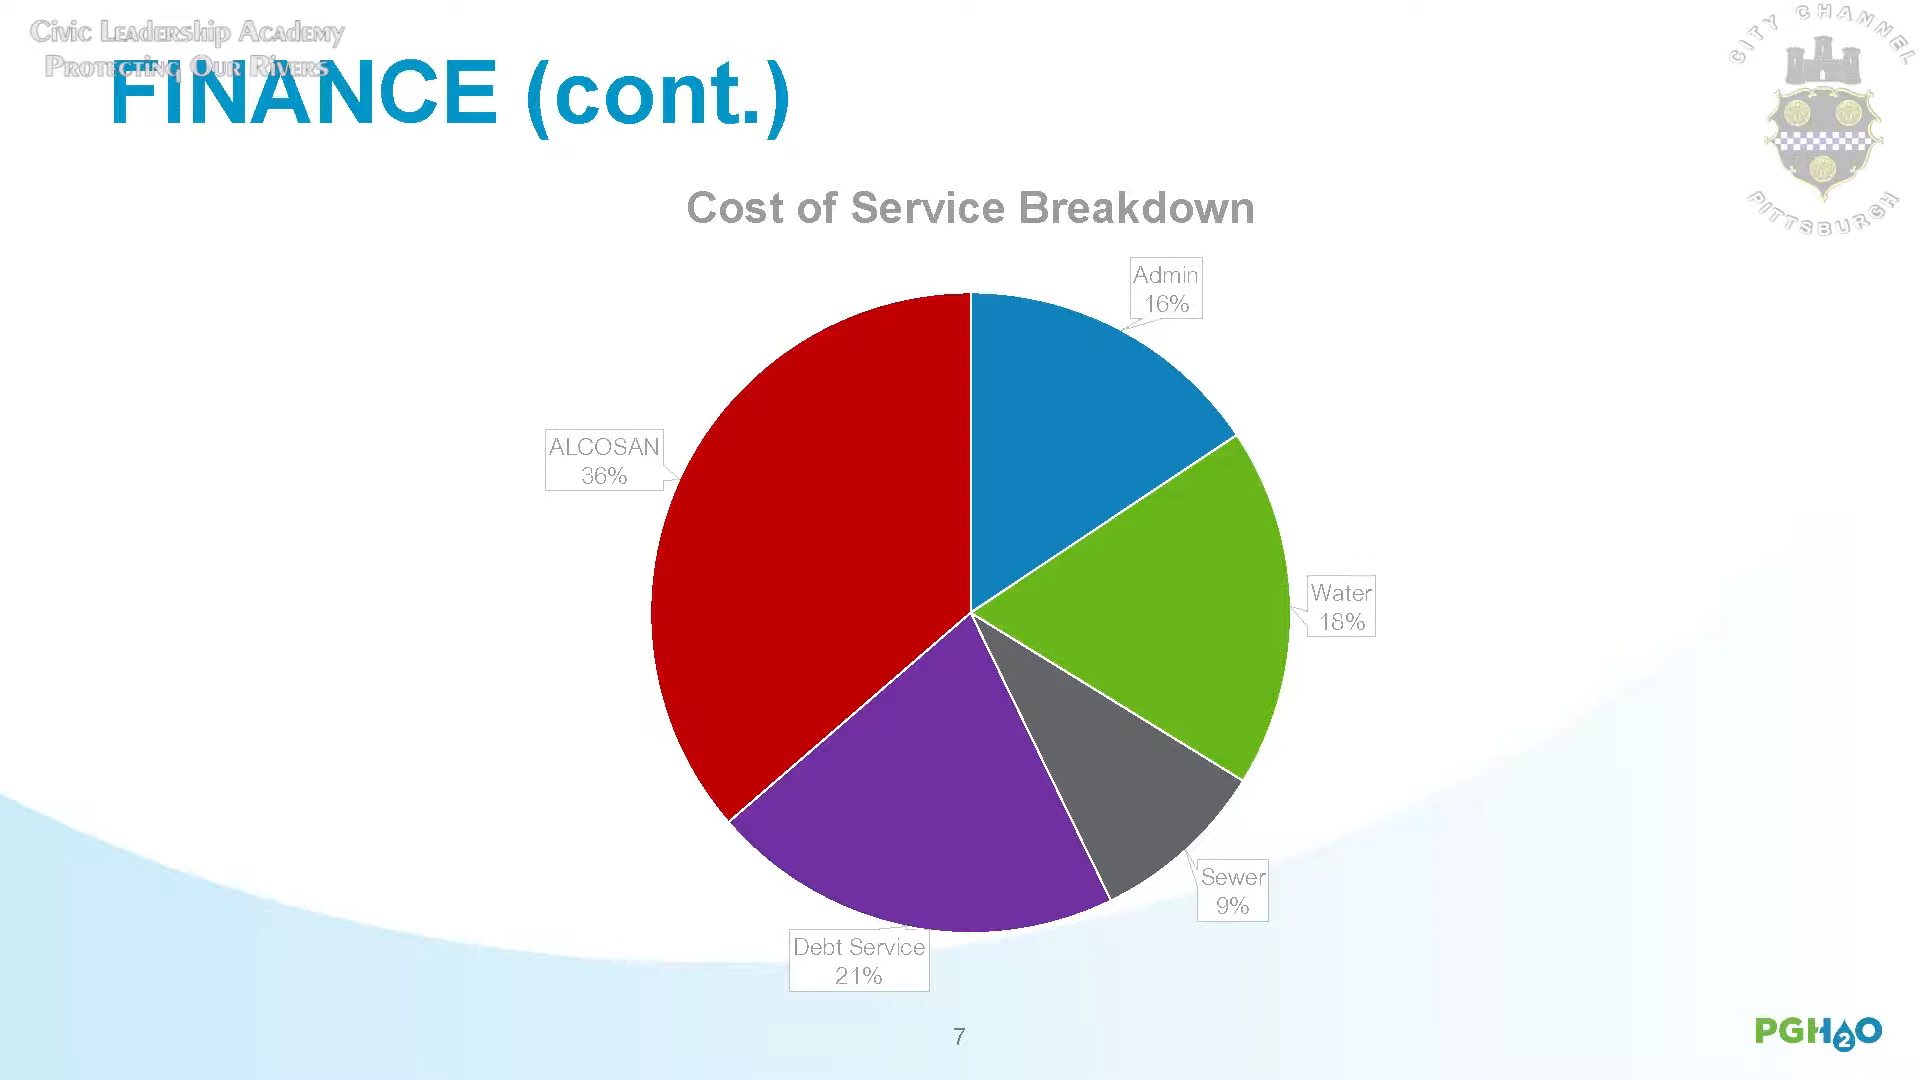 Civic Leadership Academy
Protecting Our Rivers
FINANCE (cont.)
CITY CHANNEL
PITTSBURGH
Cost of Service Breakdown
Admin
16%
ALCOSAN
36%
Water
18%
Sewer
9%
Debt Service
21%
7
PGH2O